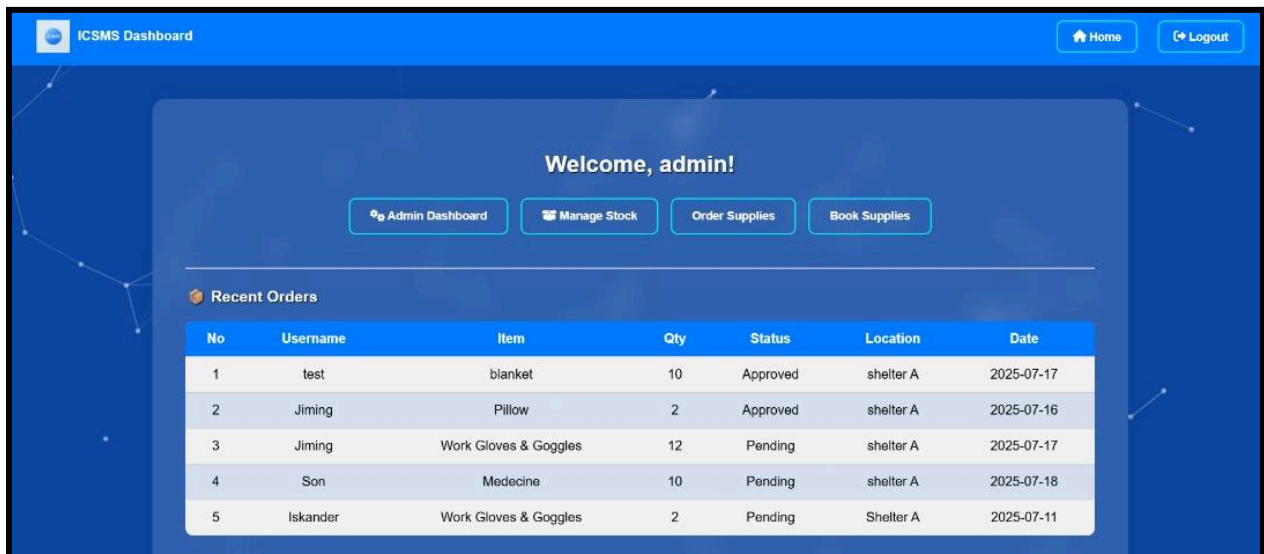 ICSMS Dashboard Home Logout
Welcome, admin!
Admin Dashboard Manage Stock Order Supplies Book Supplies
Recent Orders
No Username Item Qty Status Location Date
1 test blanket 10 Approved shelter A 2025-07-17
2 Jiming Pillow 2 Approved shelter A 2025-07-16
3 Jiming Work Gloves & Goggles 12 Pending shelter A 2025-07-17
4 Son Medecine 10 Pending shelter A 2025-07-18
5 Iskander Work Gloves & Goggles 2 Pending Shelter A 2025-07-11